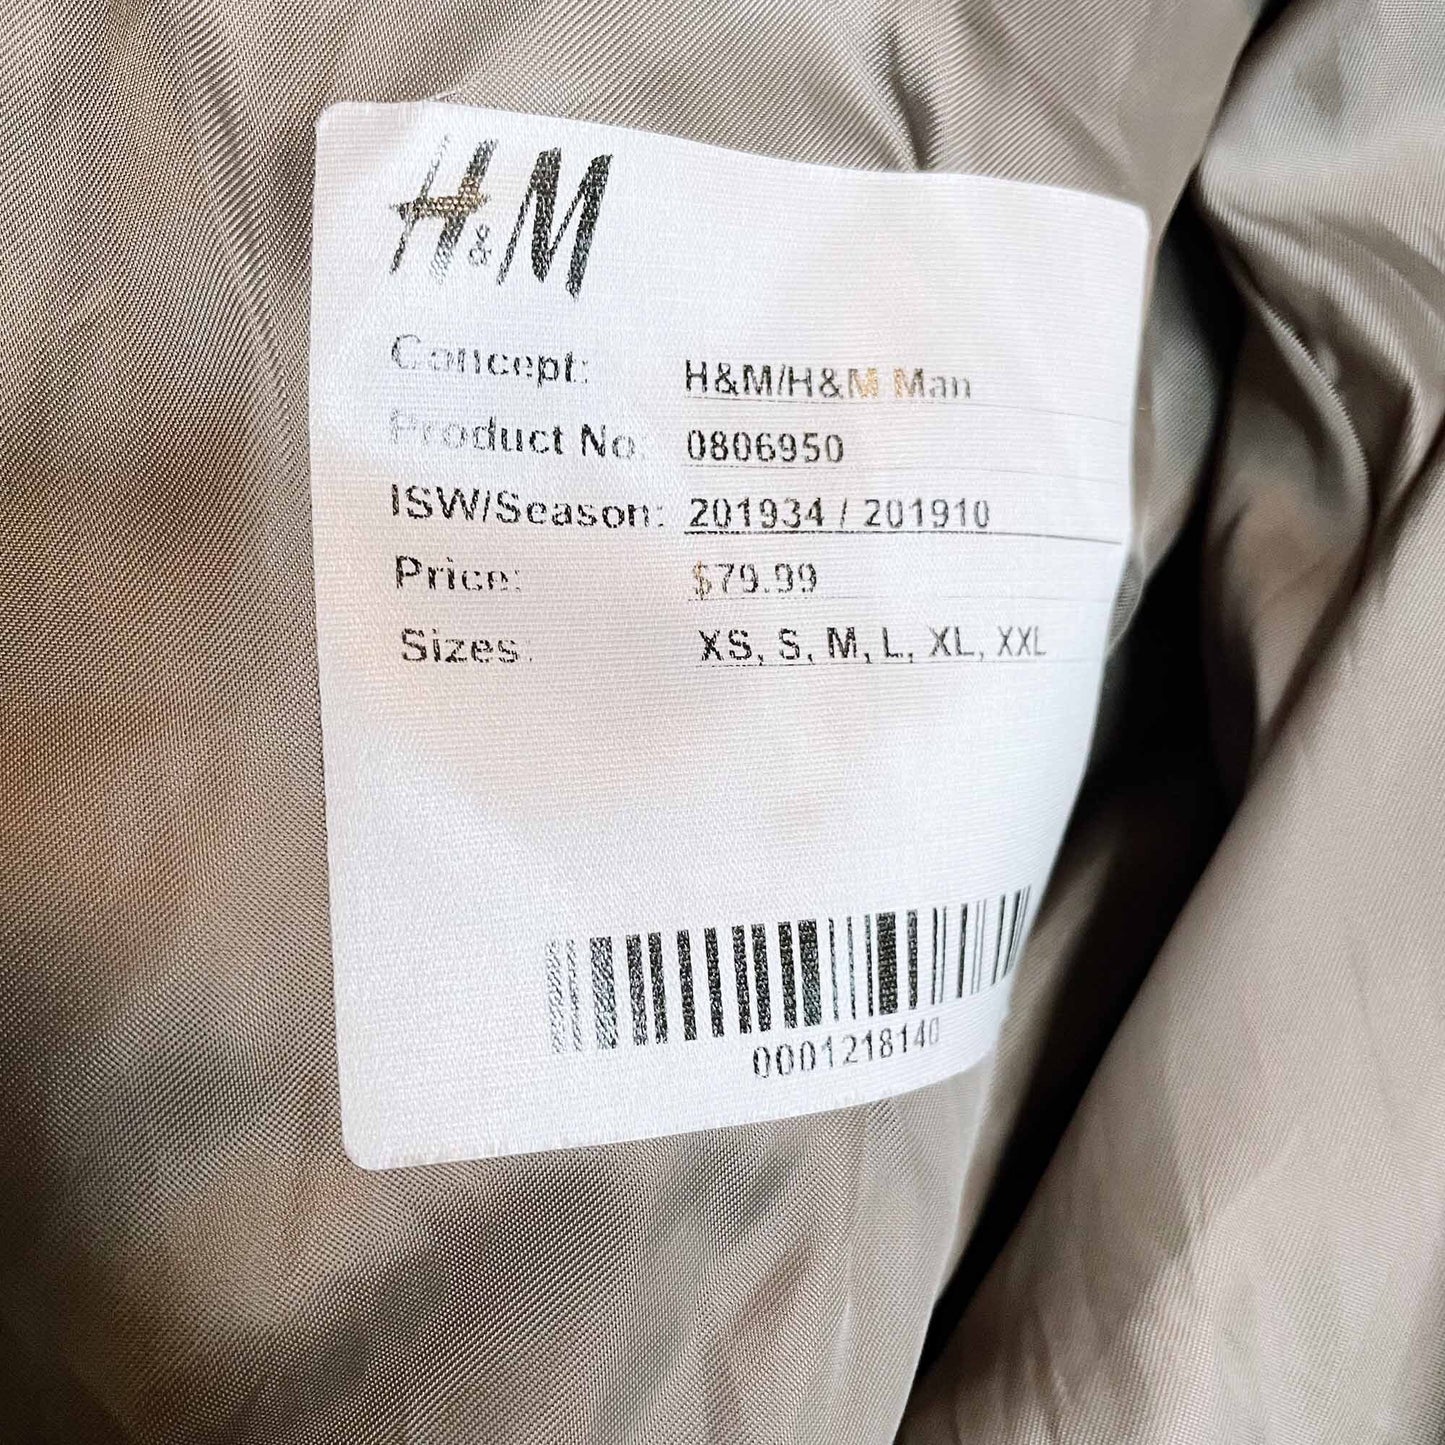 H&M
Concept: H&M/H&M Man
Product No: 0806950
ISW/Season: 201934 / 201910
Price: $79.99
Sizes: XS, S, M, L, XL, XXL
0001218140